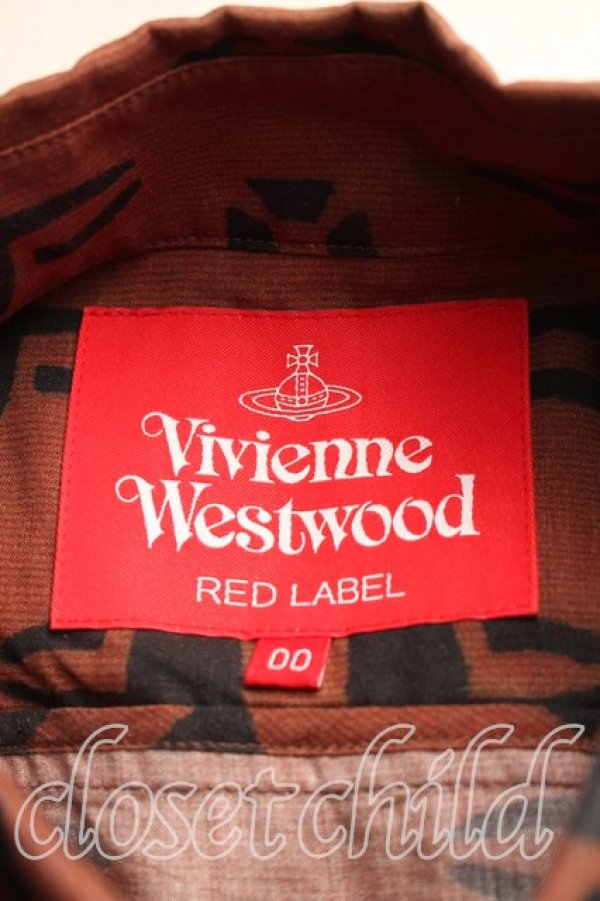 Vivienne
Westwood
RED LABEL
00
closet child